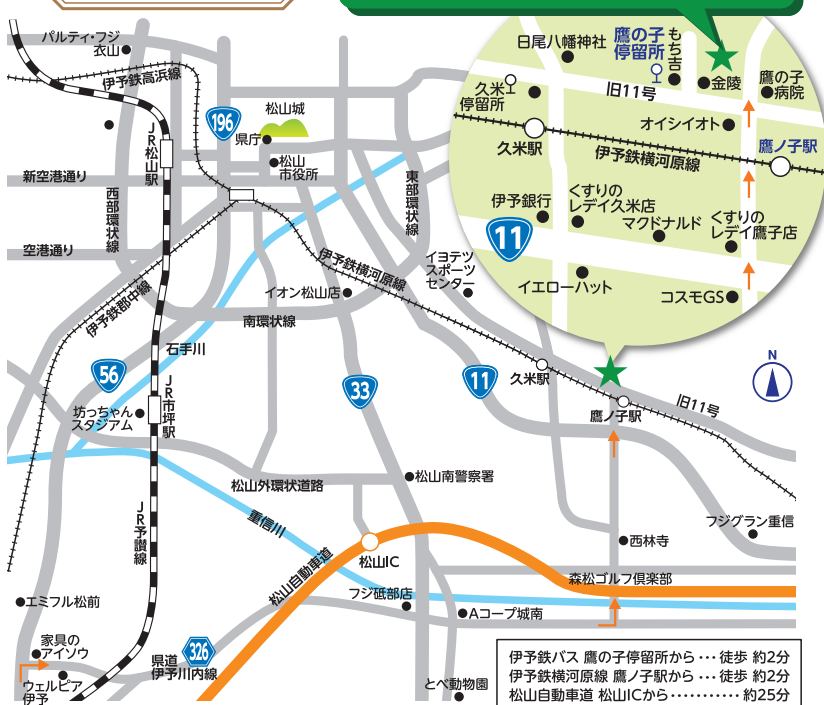 パルティ・フジ
衣山
伊予鉄高浜線
196
松山城
県庁
松山
市役所
JR松山駅
新空港通り
西部環状線
東部環状線
空港通り
伊予鉄郡中線
伊予鉄横河原線
イヨテツ
スポーツ
センター
イオン松山店
南環状線
石手川
56
33
11
久米駅
鷹ノ子駅
旧11号
N
坊っちゃん
スタジアム
JR市坪駅
松山外環状道路
松山南警察署
重信川
JR予讃線
松山IC
松山自動車道
西林寺
フジグラン重信
森松ゴルフ倶楽部
フジ砥部店
Aコープ城南
エミフル松前
家具の
アイソウ
ウェルピア
伊予
県道
伊予川内線
326
とべ動物園
日尾八幡神社
鷹の子
停留所
もち吉
金陵
鷹の子
病院
久米
停留所
旧11号
オイシイオト
久米駅
伊予鉄横河原線
鷹ノ子駅
伊予銀行
くすりの
レデイ久米店
マクドナルド
くすりの
レデイ鷹子店
11
イエローハット
コスモGS
伊予鉄バス 鷹の子停留所から…徒歩 約2分
伊予鉄横河原線 鷹ノ子駅から…徒歩 約2分
松山自動車道 松山ICから…………約25分